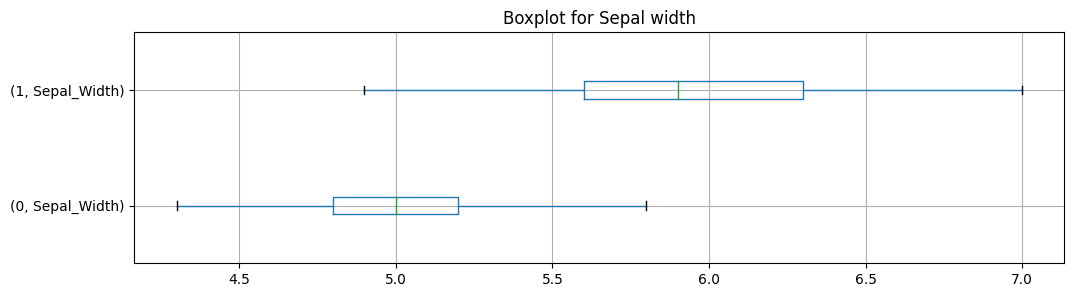 Boxplot for Sepal width
(1, Sepal_Width)
(0, Sepal_Width)
4.5 5.0 5.5 6.0 6.5 7.0